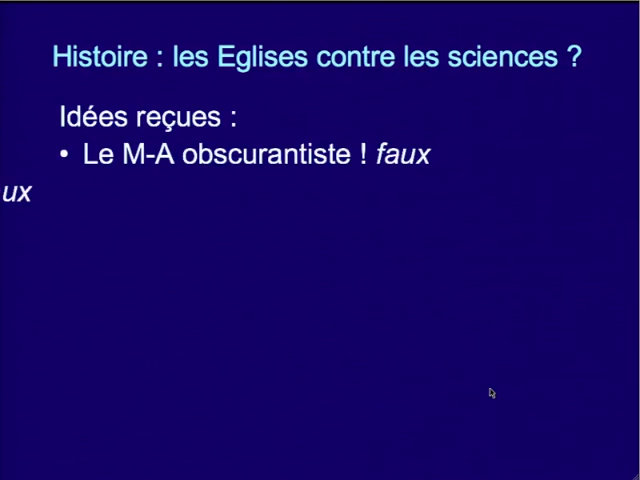 Histoire : les Eglises contre les sciences ?
Idées reçues :
• Le M-A obscurantiste ! faux
ux